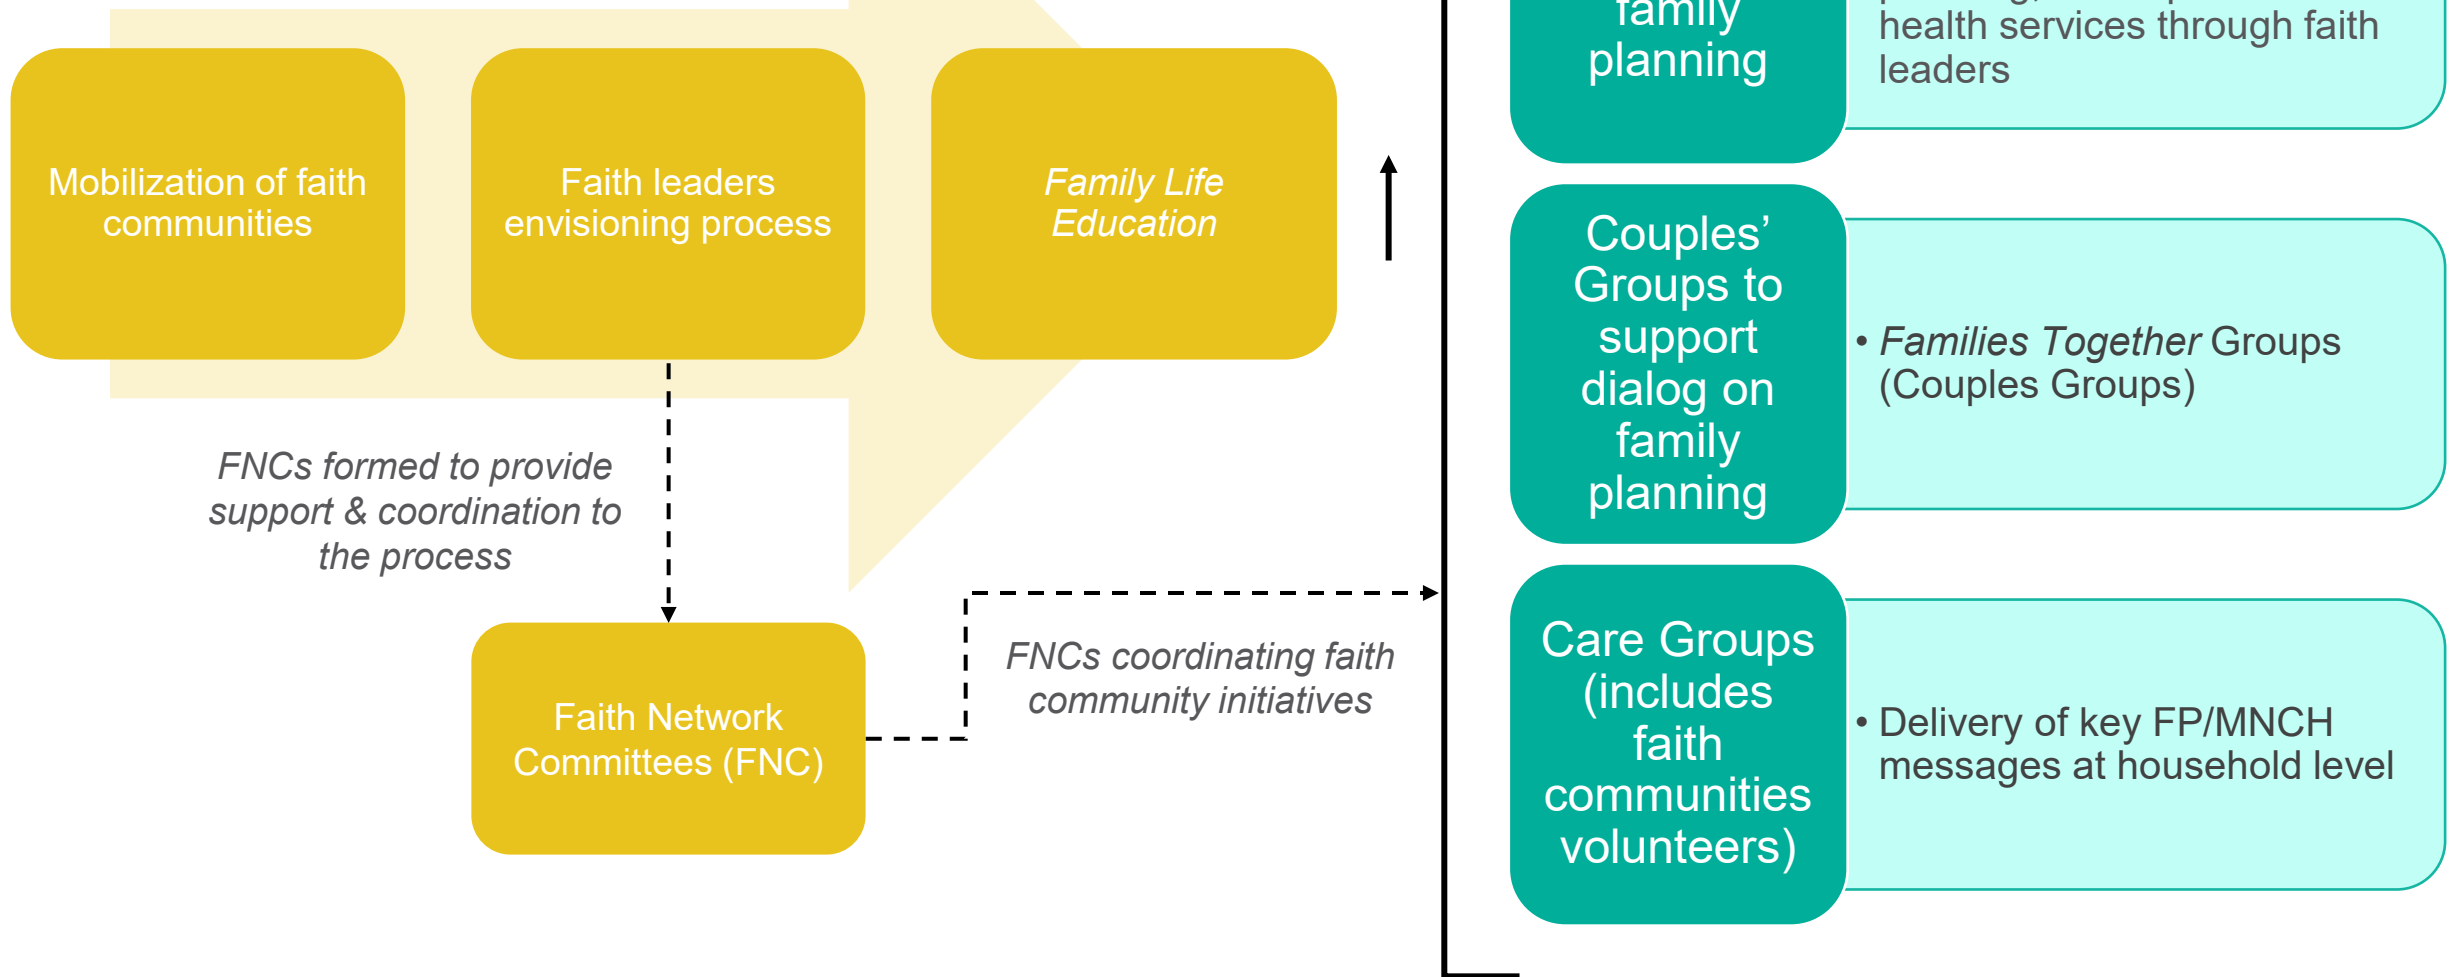 Mobilization of faith
communities
Faith leaders
envisioning process
Family Life
Education
FNCs formed to provide
support & coordination to
the process
Faith Network
Committees (FNC)
FNCs coordinating faith
community initiatives
family
planning
health services through faith
leaders
Couples’
Groups to
support
dialog on
family
planning
• Families Together Groups
(Couples Groups)
Care Groups
(includes
faith
communities
volunteers)
• Delivery of key FP/MNCH
messages at household level